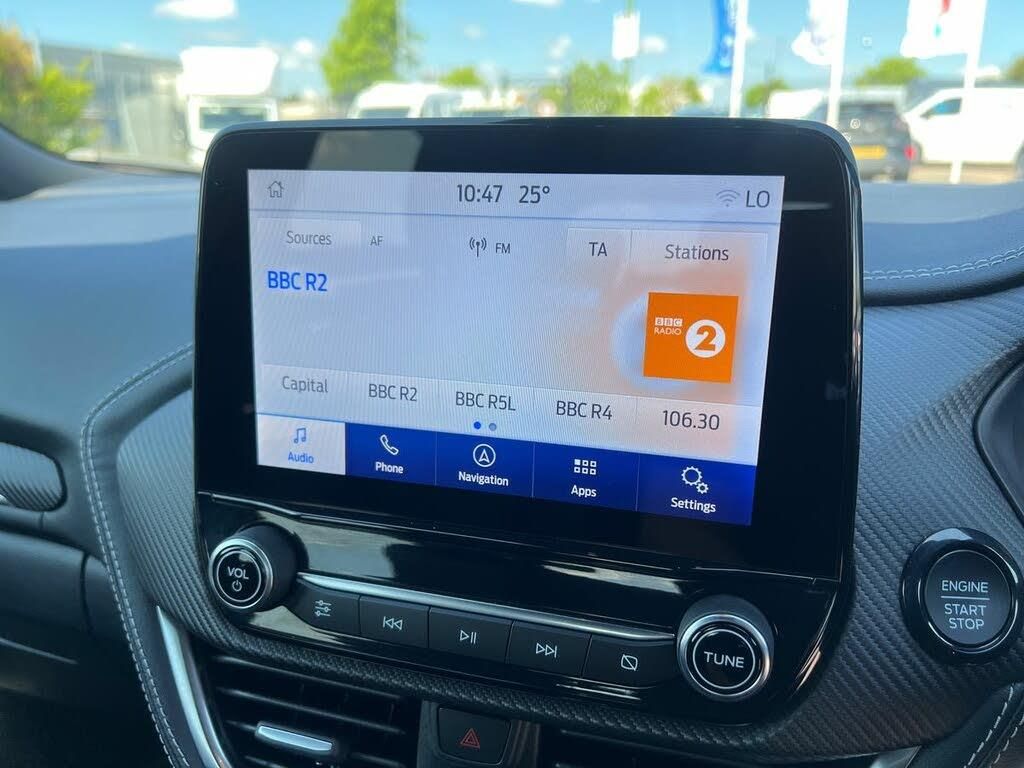 10:47 25° LO
Sources AF FM TA Stations
BBC R2
BBC
RADIO 2
Capital BBC R2 BBC R5L BBC R4 106.30
Audio Phone Navigation Apps Settings
VOL
TUNE
ENGINE
START
STOP